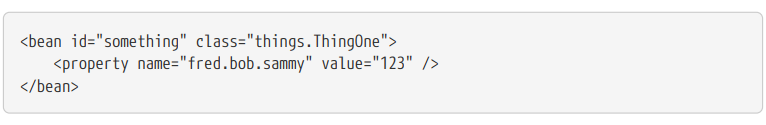 <bean id="something" class="things.ThingOne">
    <property name="fred.bob.sammy" value="123" />
</bean>